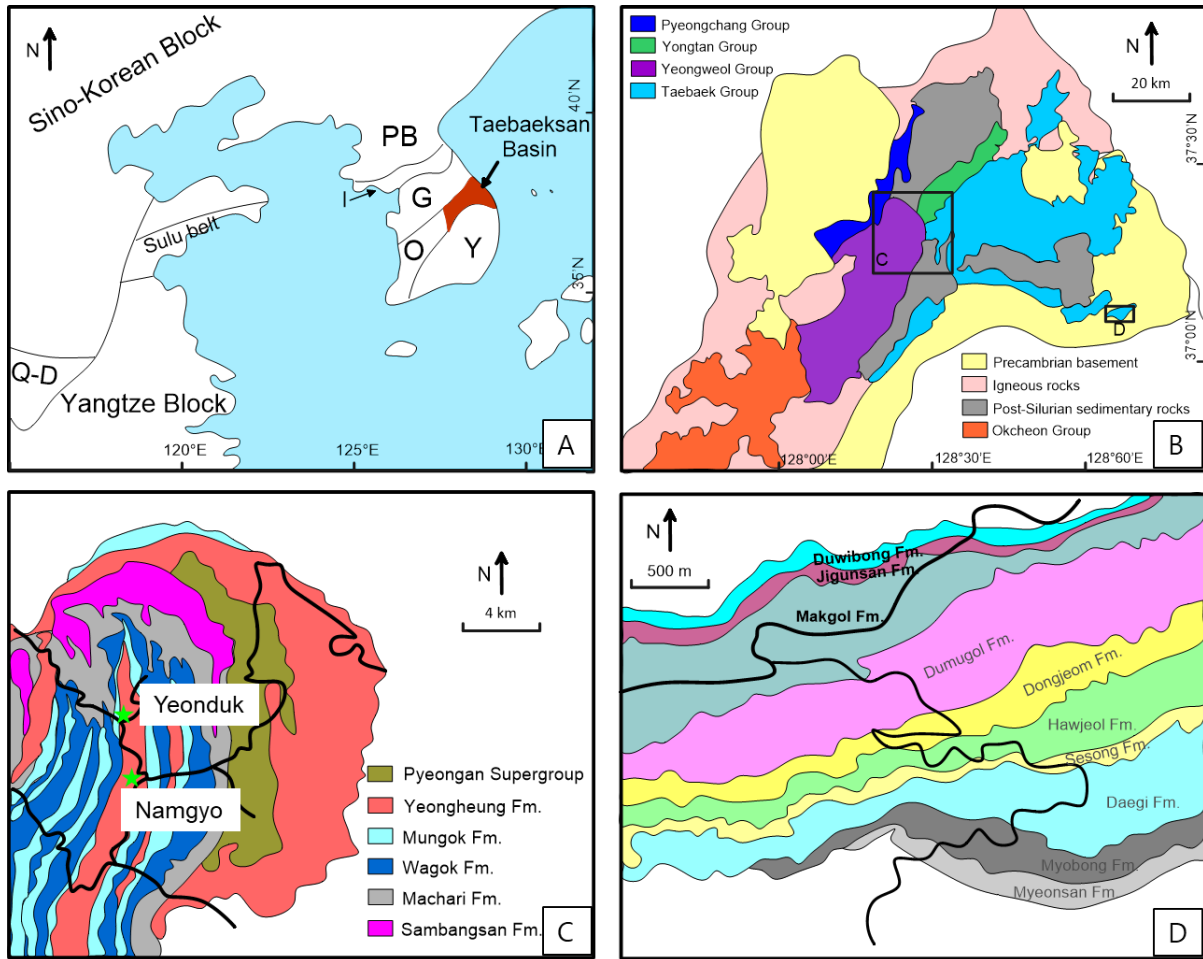 N
Sino-Korean Block
PB
Taebaeksan
Basin
40°N
I
G
Sulu belt
O
Y
35°N
Q-D
Yangtze Block
120°E
125°E
130°E
A
Pyeongchang Group
Yongtan Group
Yeongweol Group
Taebaek Group
N
20 km
37°30'N
C
D
37°00'N
Precambrian basement
Igneous rocks
Post-Silurian sedimentary rocks
Okcheon Group
128°00'E
128°30'E
128°60'E
B
N
4 km
Yeonduk
Namgyo
Pyeongan Supergroup
Yeongheung Fm.
Mungok Fm.
Wagok Fm.
Machari Fm.
Sambangsan Fm.
C
N
500 m
Duwibong Fm.
Jigunsan Fm.
Makgol Fm.
Dumugol Fm.
Dongjeom Fm.
Hawjeol Fm.
Sesong Fm.
Daegi Fm.
Myobong Fm.
Myeonsan Fm.
D